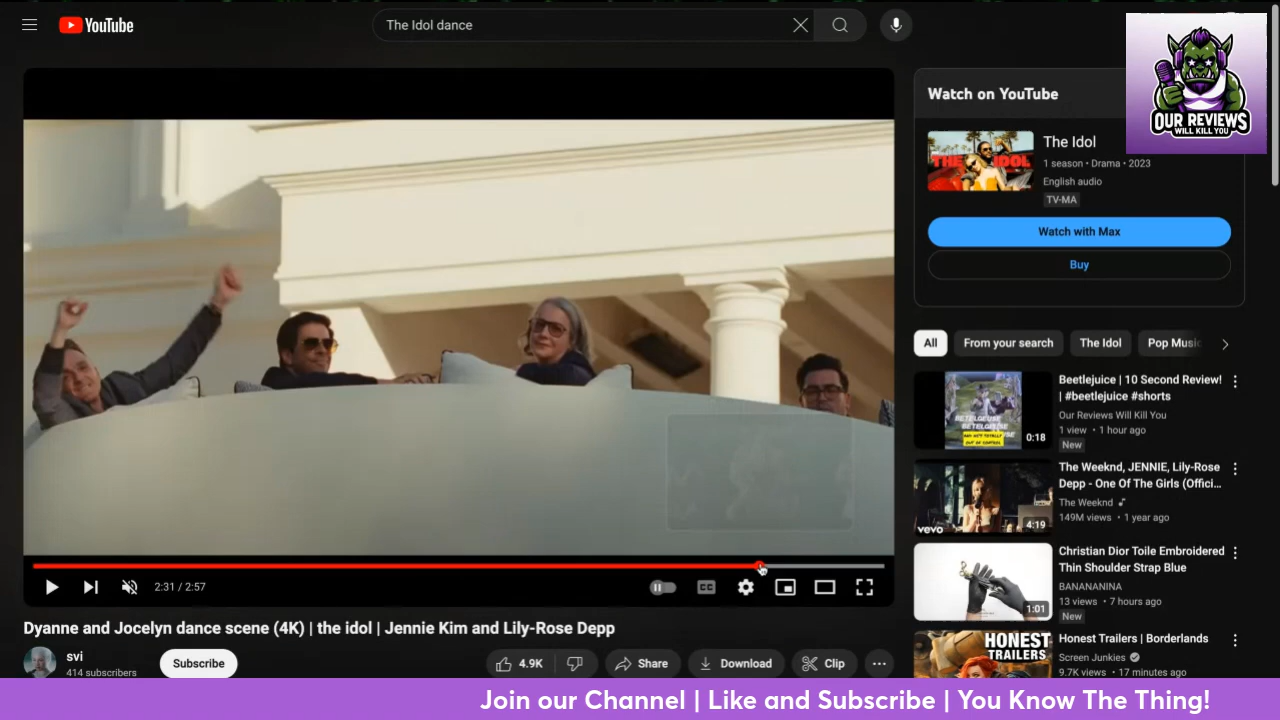 YouTube
The Idol dance
OUR REVIEWS
WILL KILL YOU
Watch on YouTube
THE IDOL
The Idol
1 season • Drama • 2023
English audio
TV-MA
Watch with Max
Buy
All
From your search
The Idol
Pop Music
BETELGEUSE
BETELGEUSE
0:18
Beetlejuice | 10 Second Review!
| #beetlejuice #shorts
Our Reviews Will Kill You
1 view • 1 hour ago
New
vevo
4:19
The Weeknd, JENNIE, Lily-Rose
Depp - One Of The Girls (Offici...
The Weeknd
149M views • 1 year ago
1:01
Christian Dior Toile Embroidered
Thin Shoulder Strap Blue
BANANANINA
13 views • 7 hours ago
New
HONEST
TRAILERS
Honest Trailers | Borderlands
Screen Junkies
9.7K views • 17 minutes ago
2:31 / 2:57
CC
Dyanne and Jocelyn dance scene (4K) | the idol | Jennie Kim and Lily-Rose Depp
svi
414 subscribers
Subscribe
4.9K
Share
Download
Clip
Join our Channel | Like and Subscribe | You Know The Thing!